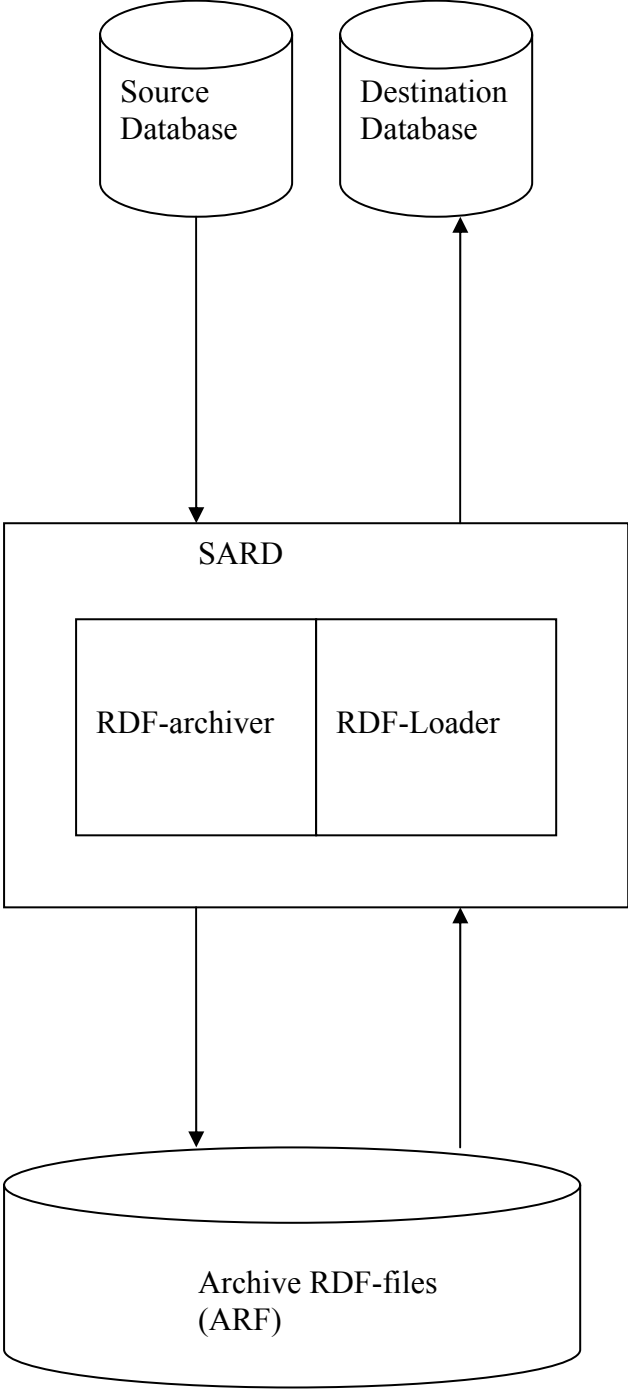 Source
Database
Destination
Database
SARD
RDF-archiver
RDF-Loader
Archive RDF-files
(ARF)